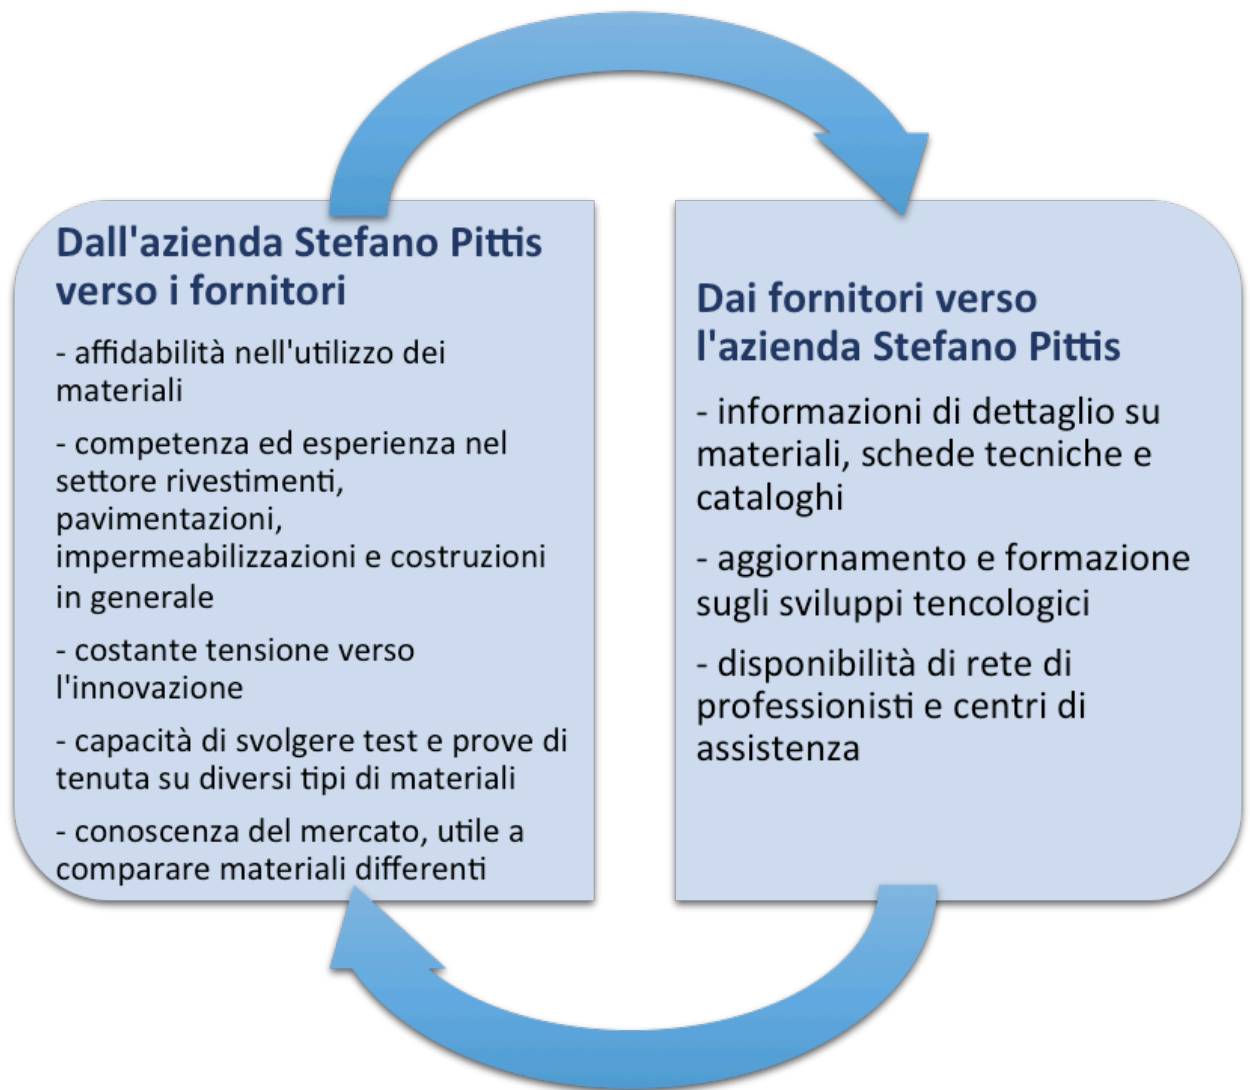 Dall'azienda Stefano Pittis
verso i fornitori
- affidabilità nell'utilizzo dei
materiali
- competenza ed esperienza nel
settore rivestimenti,
pavimentazioni,
impermeabilizzazioni e costruzioni
in generale
- costante tensione verso
l'innovazione
- capacità di svolgere test e prove di
tenuta su diversi tipi di materiali
- conoscenza del mercato, utile a
comparare materiali differenti
Dai fornitori verso
l'azienda Stefano Pittis
- informazioni di dettaglio su
materiali, schede tecniche e
cataloghi
- aggiornamento e formazione
sugli sviluppi tencologici
- disponibilità di rete di
professionisti e centri di
assistenza